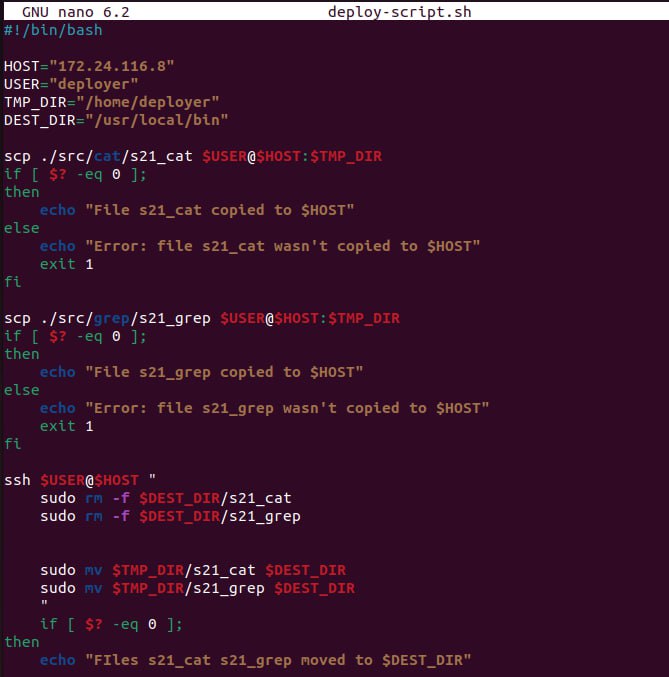 GNU nano 6.2 deploy-script.sh
#!/bin/bash
HOST="172.24.116.8"
USER="deployer"
TMP_DIR="/home/deployer"
DEST_DIR="/usr/local/bin"
scp ./src/cat/s21_cat $USER@$HOST:$TMP_DIR
if [ $? -eq 0 ];
then
echo "File s21_cat copied to $HOST"
else
echo "Error: file s21_cat wasn't copied to $HOST"
exit 1
fi
scp ./src/grep/s21_grep $USER@$HOST:$TMP_DIR
if [ $? -eq 0 ];
then
echo "File s21_grep copied to $HOST"
else
echo "Error: file s21_grep wasn't copied to $HOST"
exit 1
fi
ssh $USER@$HOST "
sudo rm -f $DEST_DIR/s21_cat
sudo rm -f $DEST_DIR/s21_grep
sudo mv $TMP_DIR/s21_cat $DEST_DIR
sudo mv $TMP_DIR/s21_grep $DEST_DIR
"
if [ $? -eq 0 ];
then
echo "FIles s21_cat s21_grep moved to $DEST_DIR"